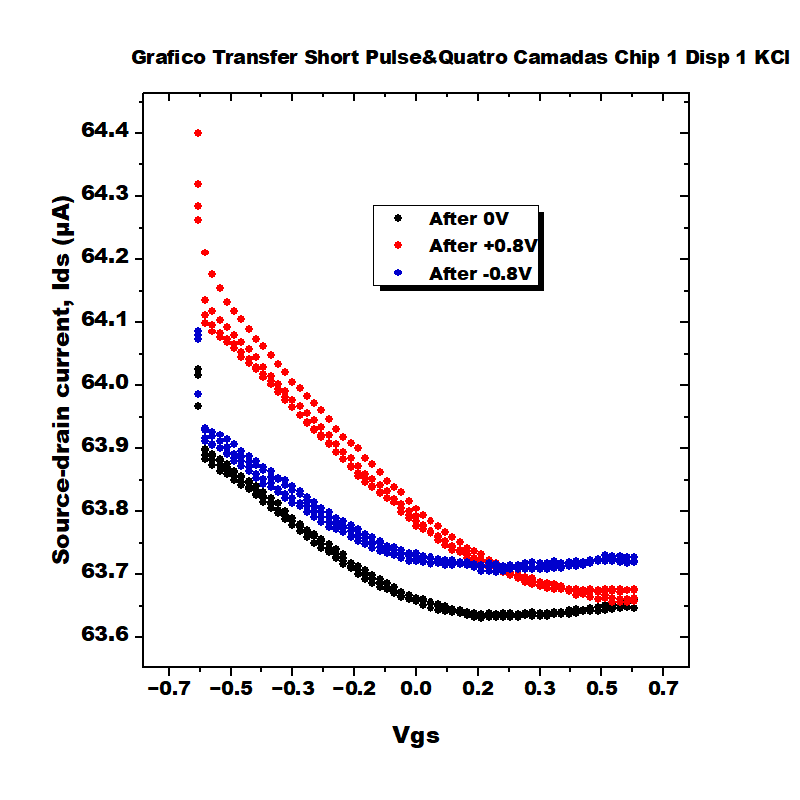 Grafico Transfer Short Pulse&Quatro Camadas Chip 1 Disp 1 KCl
64.4
64.3
64.2
64.1
64.0
63.9
63.8
63.7
63.6
Source-drain current, Ids (µA)
After 0V
After +0.8V
After -0.8V
−0.7 −0.5 −0.3 −0.2 0.0 0.2 0.3 0.5 0.7
Vgs